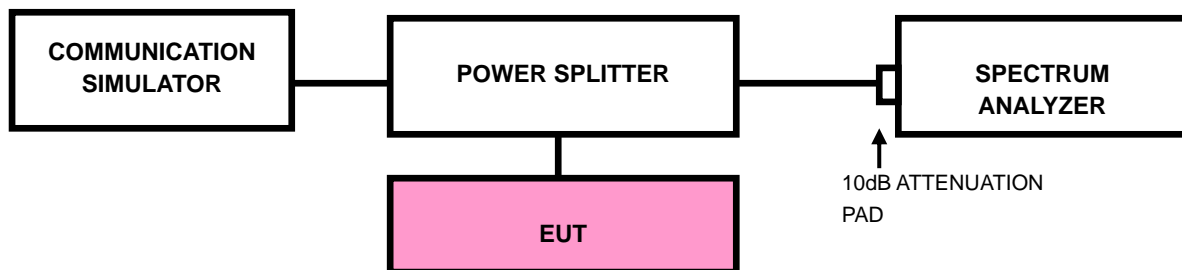 COMMUNICATION
SIMULATOR
POWER SPLITTER
SPECTRUM
ANALYZER
10dB ATTENUATION
PAD
EUT